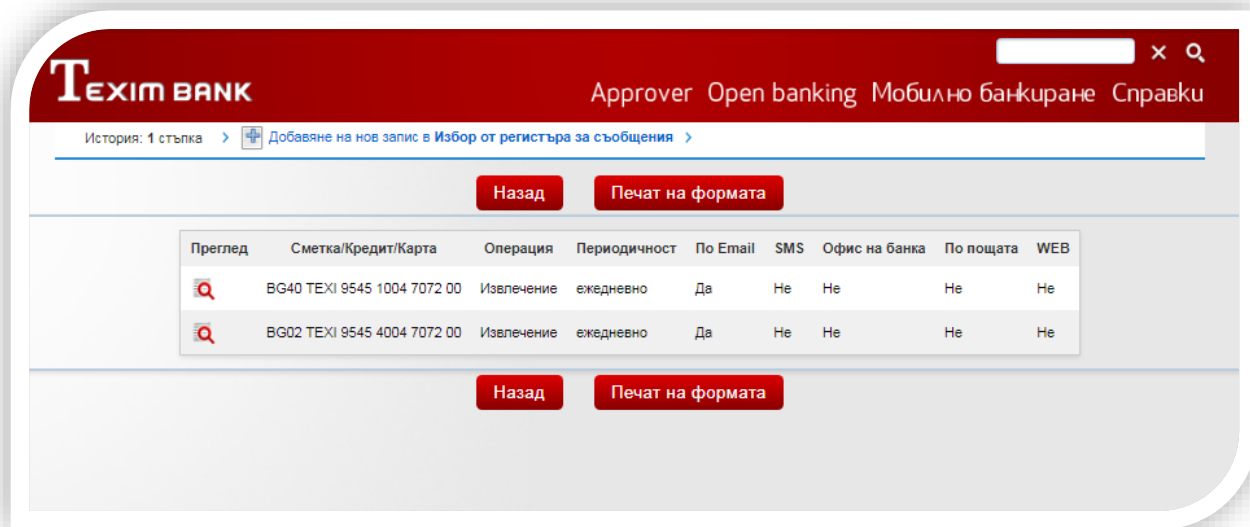 TEXIM BANK
Approver Open banking Мобилно банкиране Справки
История: 1 стъпка > Добавяне на нов запис в Избор от регистъра за съобщения >
Назад Печат на формата
Преглед Сметка/Кредит/Карта Операция Периодичност По Email SMS Офис на банка По пощата WEB
BG40 TEXI 9545 1004 7072 00 Извлечение ежедневно Да Не Не Не Не
BG02 TEXI 9545 4004 7072 00 Извлечение ежедневно Да Не Не Не Не
Назад Печат на формата